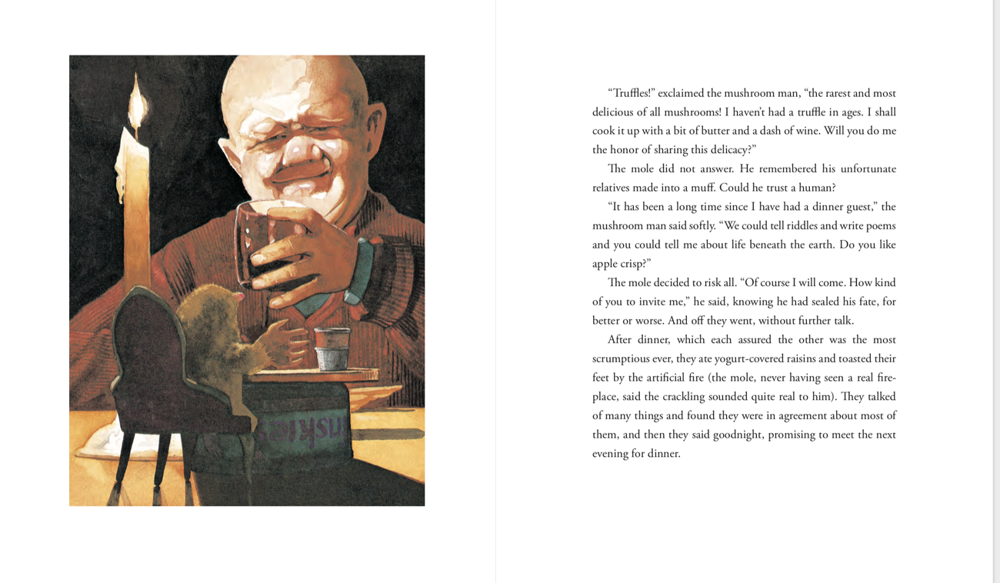 “Truffles!” exclaimed the mushroom man, “the rarest and most
delicious of all mushrooms! I haven’t had a truffle in ages. I shall
cook it up with a bit of butter and a dash of wine. Will you do me
the honor of sharing this delicacy?”
The mole did not answer. He remembered his unfortunate
relatives made into a muff. Could he trust a human?
“It has been a long time since I have had a dinner guest,” the
mushroom man said softly. “We could tell riddles and write poems
and you could tell me about life beneath the earth. Do you like
apple crisp?”
The mole decided to risk all. “Of course I will come. How kind
of you to invite me,” he said, knowing he had sealed his fate, for
better or worse. And off they went, without further talk.
After dinner, which each assured the other was the most
scrumptious ever, they ate yogurt-covered raisins and toasted their
feet by the artificial fire (the mole, never having seen a real fire-
place, said the crackling sounded quite real to him). They talked
of many things and found they were in agreement about most of
them, and then they said goodnight, promising to meet the next
evening for dinner.